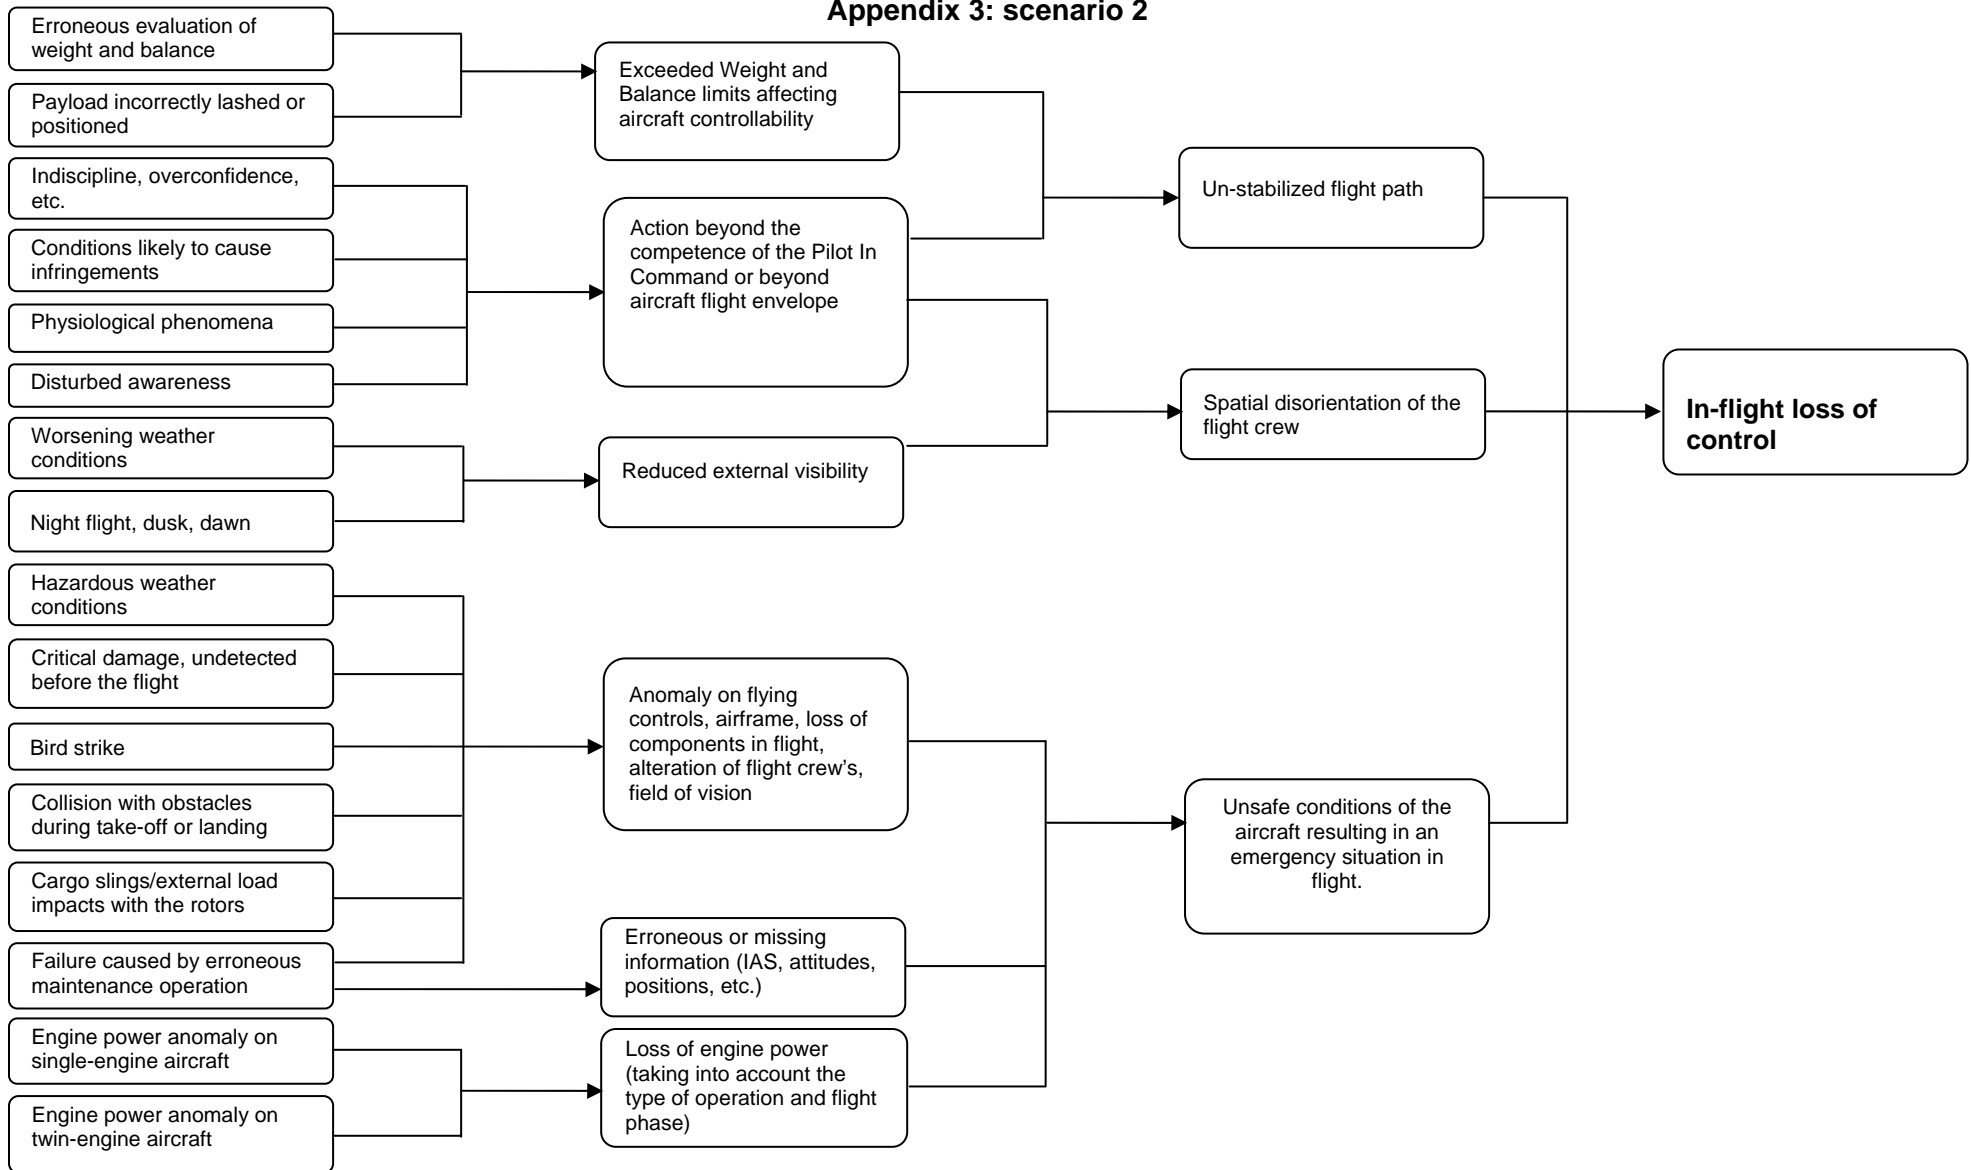 Appendix 3: scenario 2
Erroneous evaluation of
weight and balance
Payload incorrectly lashed or
positioned
Indiscipline, overconfidence,
etc.
Conditions likely to cause
infringements
Physiological phenomena
Disturbed awareness
Worsening weather
conditions
Night flight, dusk, dawn
Hazardous weather
conditions
Critical damage, undetected
before the flight
Bird strike
Collision with obstacles
during take-off or landing
Cargo slings/external load
impacts with the rotors
Failure caused by erroneous
maintenance operation
Engine power anomaly on
single-engine aircraft
Engine power anomaly on
twin-engine aircraft
Exceeded Weight and
Balance limits affecting
aircraft controllability
Action beyond the
competence of the Pilot In
Command or beyond
aircraft flight envelope
Reduced external visibility
Anomaly on flying
controls, airframe, loss of
components in flight,
alteration of flight crew's,
field of vision
Erroneous or missing
information (IAS, attitudes,
positions, etc.)
Loss of engine power
(taking into account the
type of operation and flight
phase)
Un-stabilized flight path
Spatial disorientation of the
flight crew
Unsafe conditions of the
aircraft resulting in an
emergency situation in
flight.
In-flight loss of
control